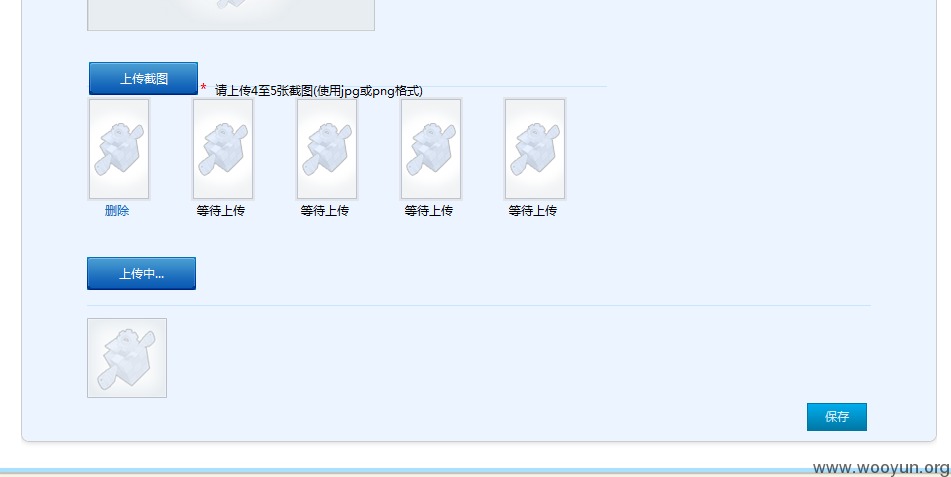 上传截图
* 请上传4至5张截图(使用jpg或png格式)
删除 等待上传 等待上传 等待上传 等待上传
上传中...
保存
www.wooyun.org